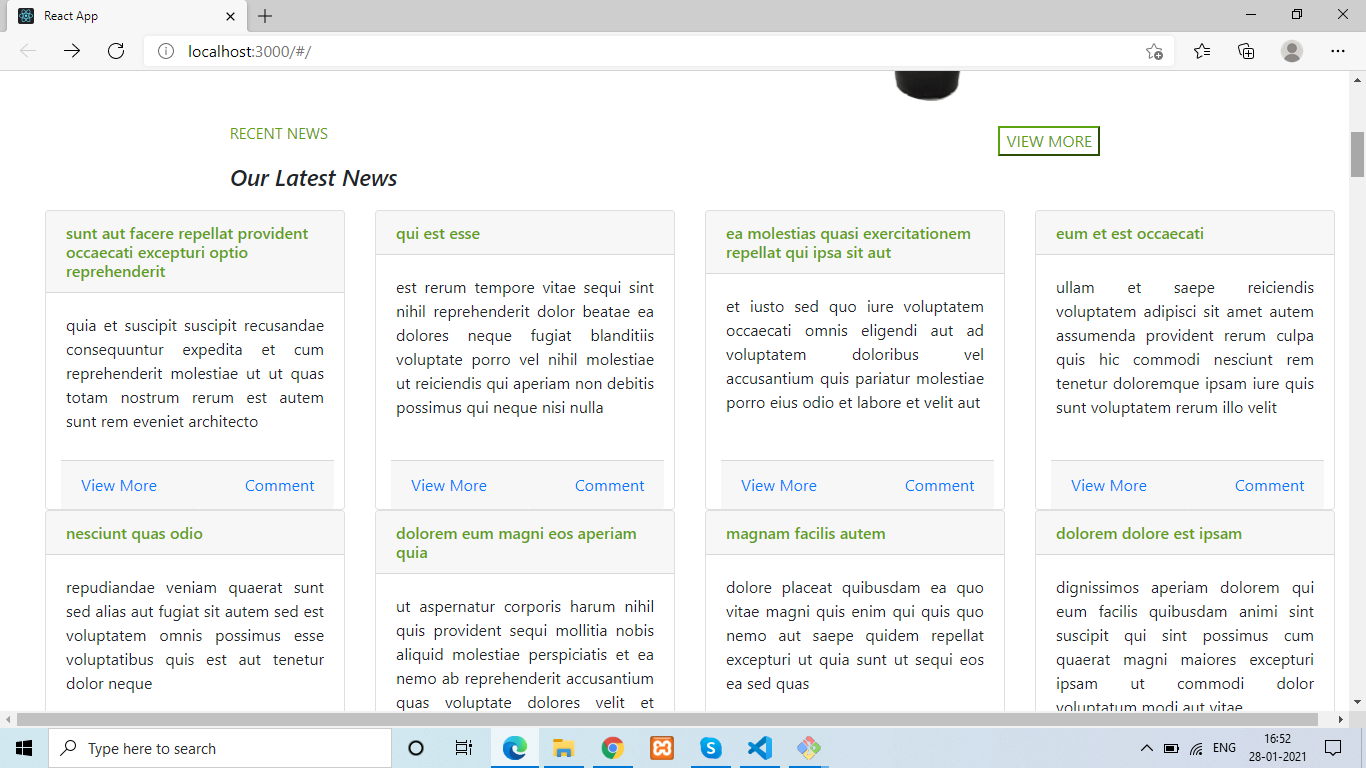 React App
localhost:3000/#/
RECENT NEWS
VIEW MORE
Our Latest News
sunt aut facere repellat provident
occaecati excepturi optio
reprehenderit
quia et suscipit suscipit recusandae
consequuntur expedita et cum
reprehenderit molestiae ut ut quas
totam nostrum rerum est autem
sunt rem eveniet architecto
View More Comment
qui est esse
est rerum tempore vitae sequi sint
nihil reprehenderit dolor beatae ea
dolores neque fugiat blanditiis
voluptate porro vel nihil molestiae
ut reiciendis qui aperiam non debitis
possimus qui neque nisi nulla
View More Comment
ea molestias quasi exercitationem
repellat qui ipsa sit aut
et iusto sed quo iure voluptatem
occaecati omnis eligendi aut ad
voluptatem doloribus vel
accusantium quis pariatur molestiae
porro eius odio et labore et velit aut
View More Comment
eum et est occaecati
ullam et saepe reiciendis
voluptatem adipisci sit amet autem
assumenda provident rerum culpa
quis hic commodi nesciunt rem
tenetur doloremque ipsam iure quis
sunt voluptatem rerum illo velit
View More Comment
nesciunt quas odio
repudiandae veniam quaerat sunt
sed alias aut fugiat sit autem sed est
voluptatem omnis possimus esse
voluptatibus quis est aut tenetur
dolor neque
dolorem eum magni eos aperiam
quia
ut aspernatur corporis harum nihil
quis provident sequi mollitia nobis
aliquid molestiae perspiciatis et ea
nemo ab reprehenderit accusantium
quas voluptate dolores velit et
magnam facilis autem
dolore placeat quibusdam ea quo
vitae magni quis enim qui quis quo
nemo aut saepe quidem repellat
excepturi ut quia sunt ut sequi eos
ea sed quas
dolorem dolore est ipsam
dignissimos aperiam dolorem qui
eum facilis quibusdam animi sint
suscipit qui sint possimus cum
quaerat magni maiores excepturi
ipsam ut commodi dolor
voluptatum modi aut vitae
Type here to search
ENG
16:52
28-01-2021